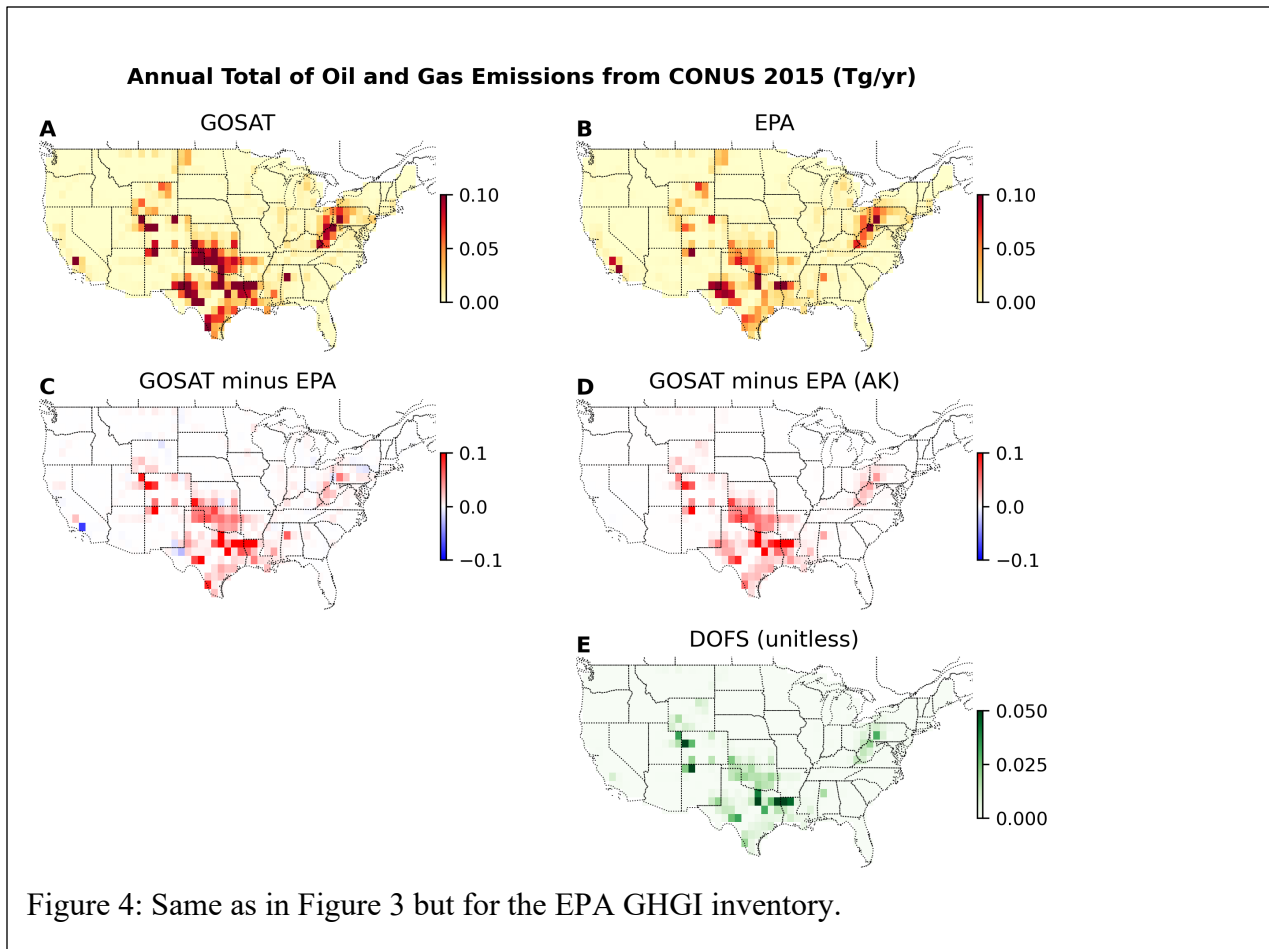 Annual Total of Oil and Gas Emissions from CONUS 2015 (Tg/yr)
A GOSAT
0.10
0.05
0.00
B EPA
0.10
0.05
0.00
C GOSAT minus EPA
0.1
0.0
−0.1
D GOSAT minus EPA (AK)
0.1
0.0
−0.1
E DOFS (unitless)
0.050
0.025
0.000
Figure 4: Same as in Figure 3 but for the EPA GHGI inventory.